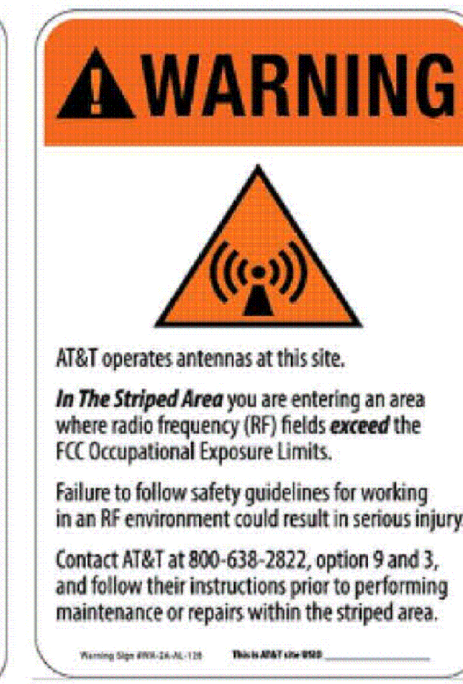 WARNING
AT&T operates antennas at this site.
In The Striped Area you are entering an area
where radio frequency (RF) fields exceed the
FCC Occupational Exposure Limits.
Failure to follow safety guidelines for working
in an RF environment could result in serious injury.
Contact AT&T at 800-638-2822, option 9 and 3,
and follow their instructions prior to performing
maintenance or repairs within the striped area.
Warning Sign This is AT&T site